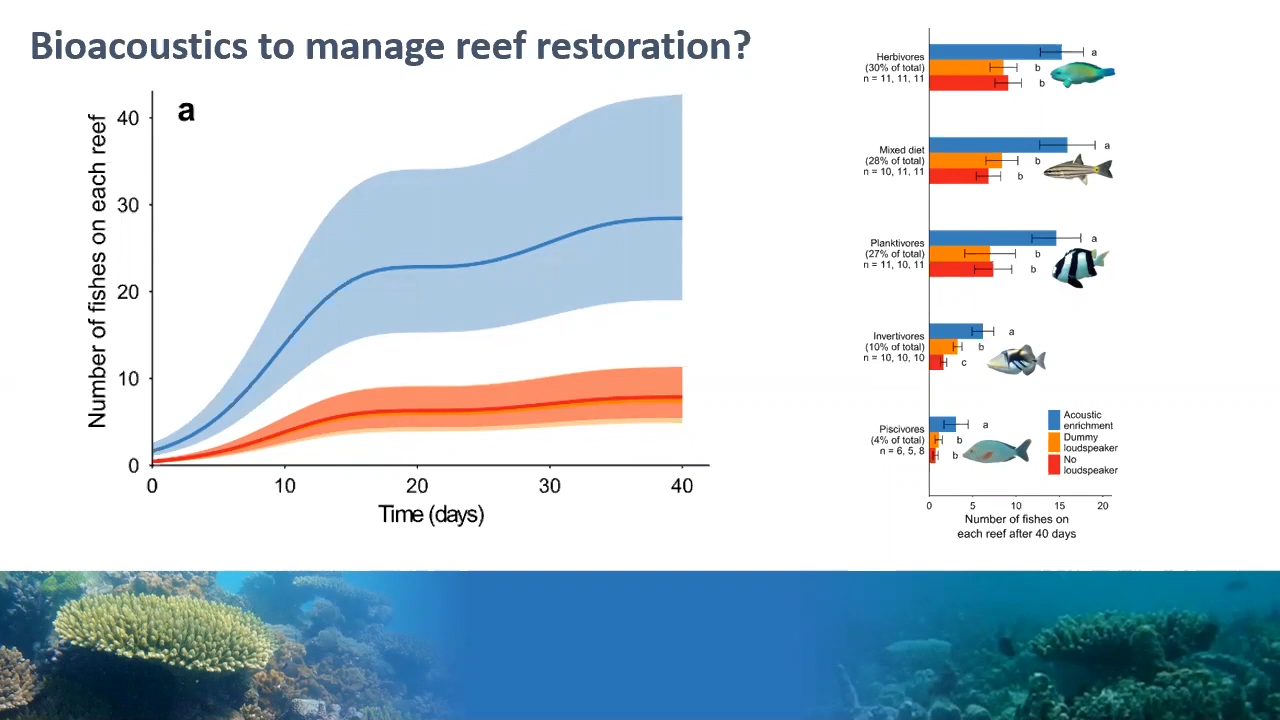 Bioacoustics to manage reef restoration?
a
Number of fishes on each reef
40
30
20
10
0
0 10 20 30 40
Time (days)
Herbivores
(30% of total)
n = 11, 11, 11
a
b
b
Mixed diet
(28% of total)
n = 10, 11, 11
a
b
b
Planktivores
(27% of total)
n = 11, 10, 11
a
b
b
Invertivores
(10% of total)
n = 10, 10, 10
a
b
c
Piscivores
(4% of total)
n = 6, 5, 8
a
b
b
Acoustic
enrichment
Dummy
loudspeaker
No
loudspeaker
0 5 10 15 20
Number of fishes on
each reef after 40 days